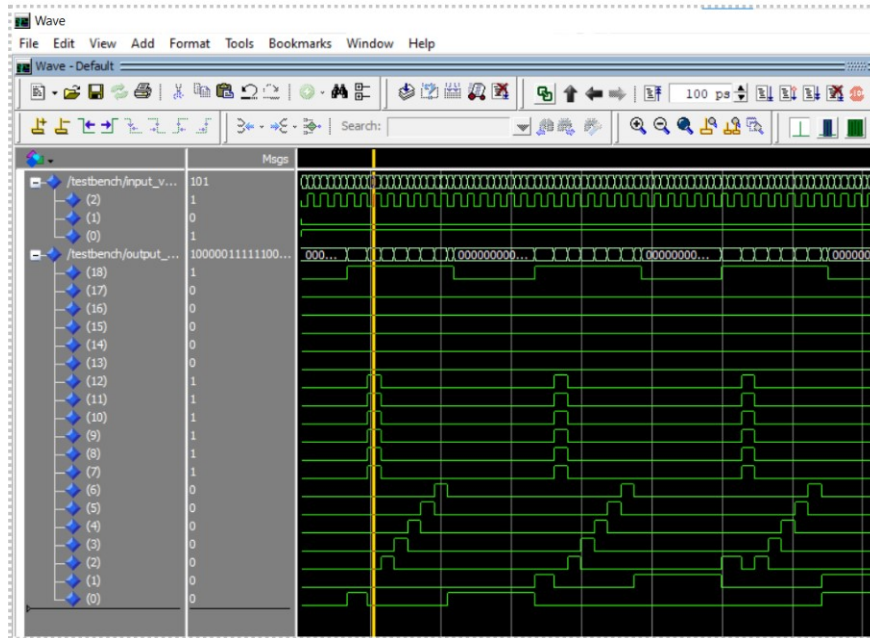 Wave
File Edit View Add Format Tools Bookmarks Window Help
Wave - Default
100 ps
Search:
Msgs
/testbench/input_v... 101
(2) 1
(1) 0
(0) 1
/testbench/output_... 10000011111100... 000... 000000000... 00000000... 000000
(18) 1
(17) 0
(16) 0
(15) 0
(14) 0
(13) 0
(12) 1
(11) 1
(10) 1
(9) 1
(8) 1
(7) 1
(6) 0
(5) 0
(4) 0
(3) 0
(2) 0
(1) 0
(0) 0